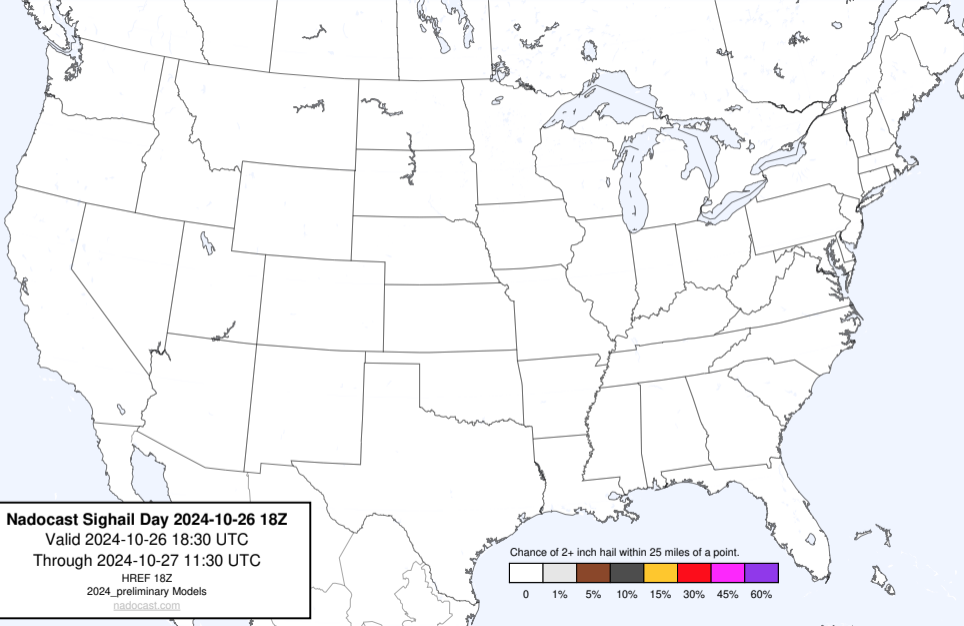 Nadocast Sighail Day 2024-10-26 18Z
Valid 2024-10-26 18:30 UTC
Through 2024-10-27 11:30 UTC
HREF 18Z
2024_preliminary Models
nadocast.com
Chance of 2+ inch hail within 25 miles of a point.
0 1% 5% 10% 15% 30% 45% 60%